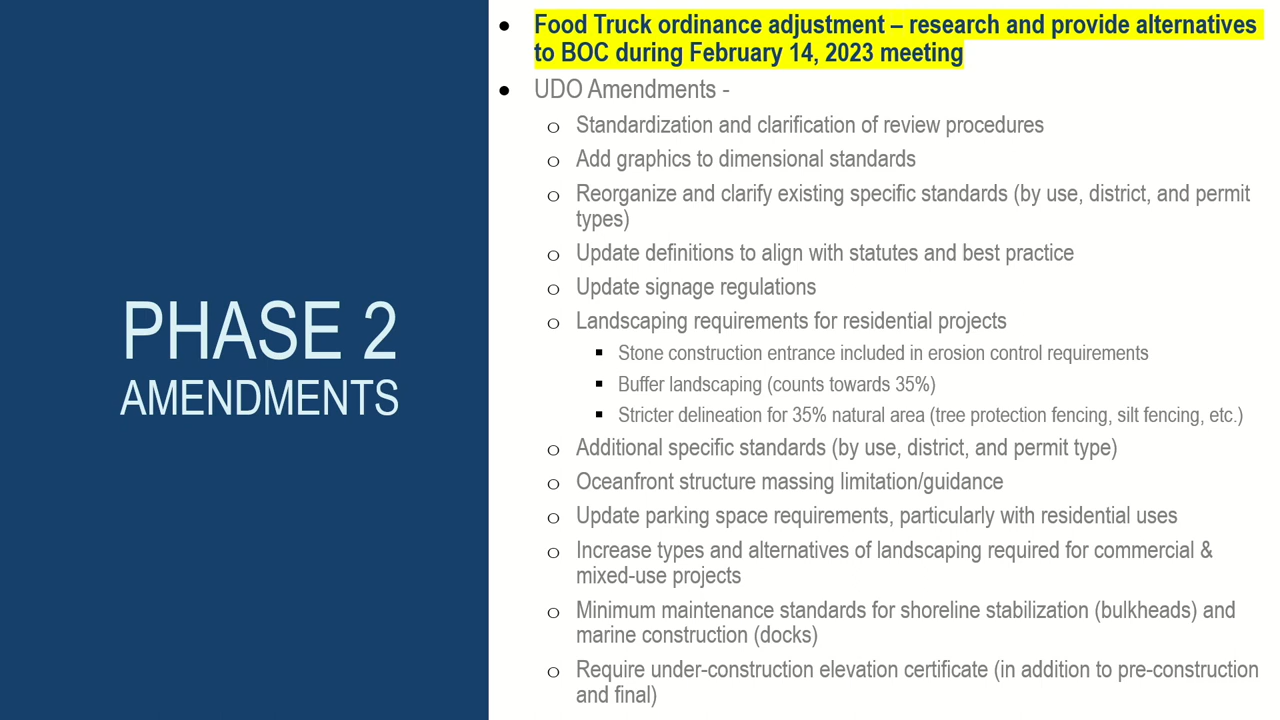 PHASE 2
AMENDMENTS
Food Truck ordinance adjustment – research and provide alternatives
to BOC during February 14, 2023 meeting
UDO Amendments -
Standardization and clarification of review procedures
Add graphics to dimensional standards
Reorganize and clarify existing specific standards (by use, district, and permit
types)
Update definitions to align with statutes and best practice
Update signage regulations
Landscaping requirements for residential projects
Stone construction entrance included in erosion control requirements
Buffer landscaping (counts towards 35%)
Stricter delineation for 35% natural area (tree protection fencing, silt fencing, etc.)
Additional specific standards (by use, district, and permit type)
Oceanfront structure massing limitation/guidance
Update parking space requirements, particularly with residential uses
Increase types and alternatives of landscaping required for commercial &
mixed-use projects
Minimum maintenance standards for shoreline stabilization (bulkheads) and
marine construction (docks)
Require under-construction elevation certificate (in addition to pre-construction
and final)